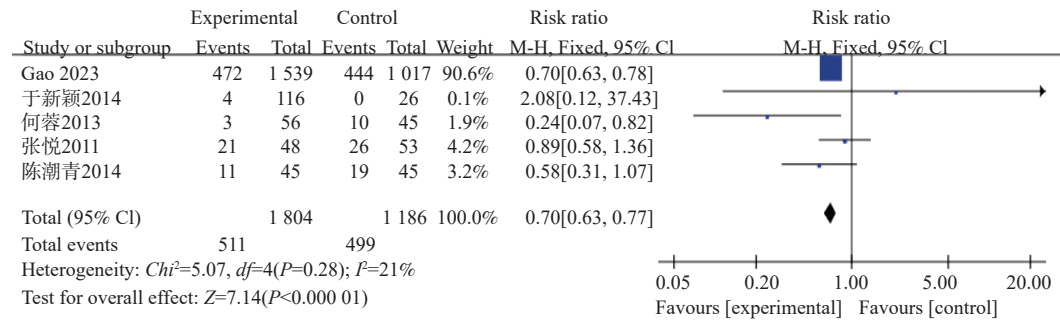 Experimental Control Risk ratio Risk ratio
Study or subgroup Events Total Events Total Weight M-H, Fixed, 95% Cl M-H, Fixed, 95% Cl
Gao 2023 472 1 539 444 1 017 90.6% 0.70[0.63, 0.78]
于新颖2014 4 116 0 26 0.1% 2.08[0.12, 37.43]
何蓉2013 3 56 10 45 1.9% 0.24[0.07, 0.82]
张悦2011 21 48 26 53 4.2% 0.89[0.58, 1.36]
陈潮青2014 11 45 19 45 3.2% 0.58[0.31, 1.07]
Total (95% Cl) 1 804 1 186 100.0% 0.70[0.63, 0.77]
Total events 511 499
Heterogeneity: Chi²=5.07, df=4(P=0.28); I²=21%
Test for overall effect: Z=7.14(P<0.000 01)
0.05 0.20 1.00 5.00 20.00
Favours [experimental] Favours [control]